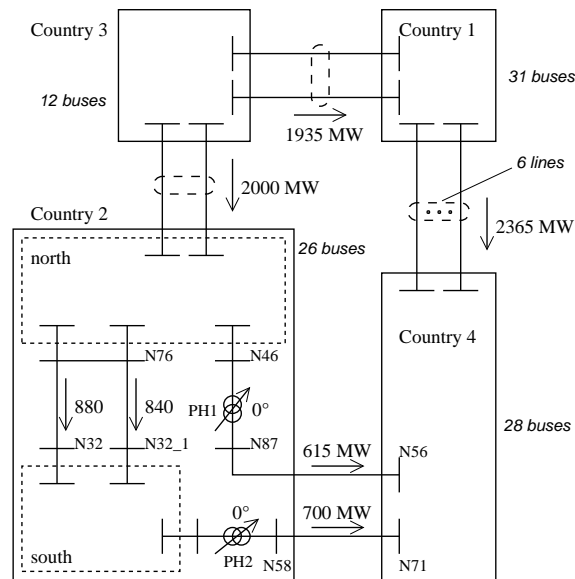 Country 3
Country 1
12 buses
31 buses
1935 MW
6 lines
2000 MW
2365 MW
Country 2
26 buses
north
Country 4
N76
N46
880
840
PH1
0°
N32
N32_1
N87
28 buses
615 MW
N56
0°
700 MW
south
PH2
N58
N71